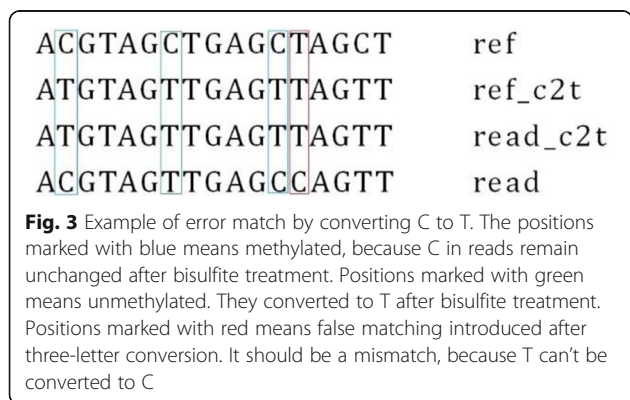 ACGTAGCTGAGCTAGCT ref
ATGTAGTTGAGTTAGTT ref_c2t
ATGTAGTTGAGTTAGTT read_c2t
ACGTAGTTGAGCCAGTT read
Fig. 3 Example of error match by converting C to T. The positions
marked with blue means methylated, because C in reads remain
unchanged after bisulfite treatment. Positions marked with green
means unmethylated. They converted to T after bisulfite treatment.
Positions marked with red means false matching introduced after
three-letter conversion. It should be a mismatch, because T can't be
converted to C